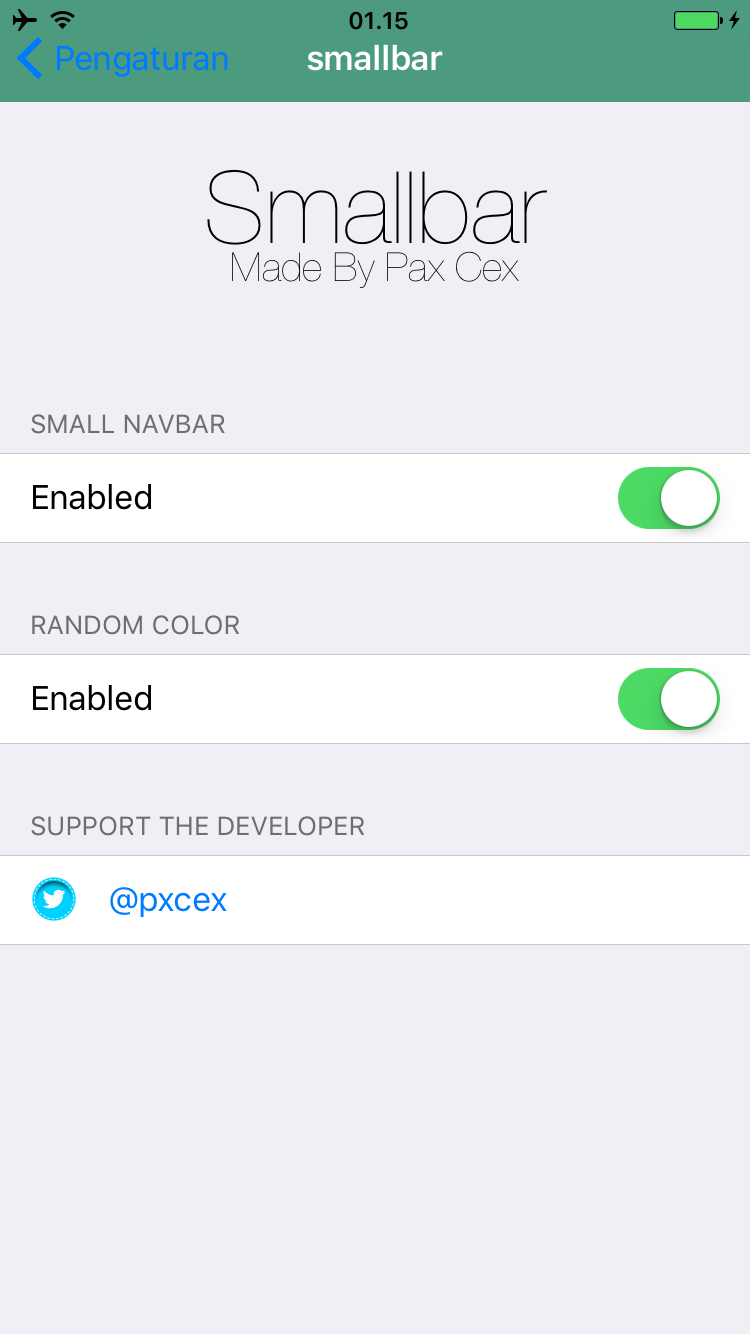 01.15
Pengaturan
smallbar
Smallbar
Made By Pax Cex
SMALL NAVBAR
Enabled
RANDOM COLOR
Enabled
SUPPORT THE DEVELOPER
@pxcex